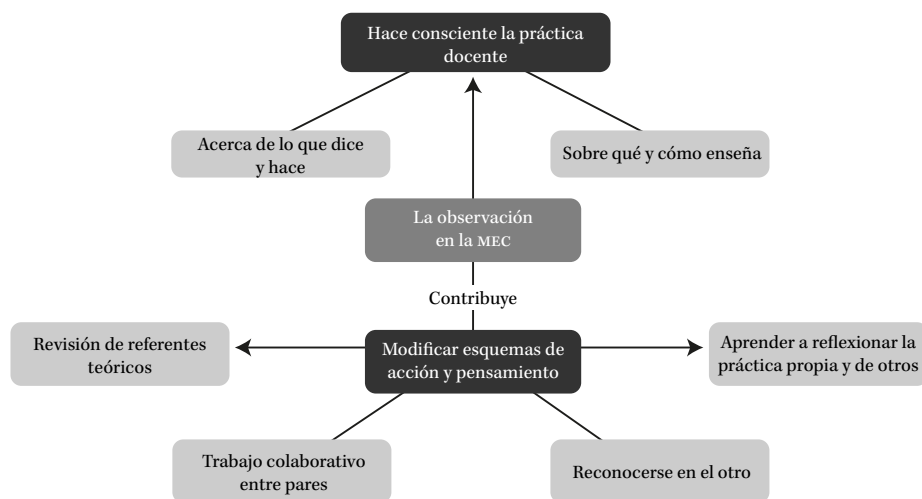 Hace consciente la práctica
docente
Acerca de lo que dice
y hace
Sobre qué y cómo enseña
La observación
en la MEC
Contribuye
Revisión de referentes
teóricos
Modificar esquemas de
acción y pensamiento
Aprender a reflexionar la
práctica propia y de otros
Trabajo colaborativo
entre pares
Reconocerse en el otro